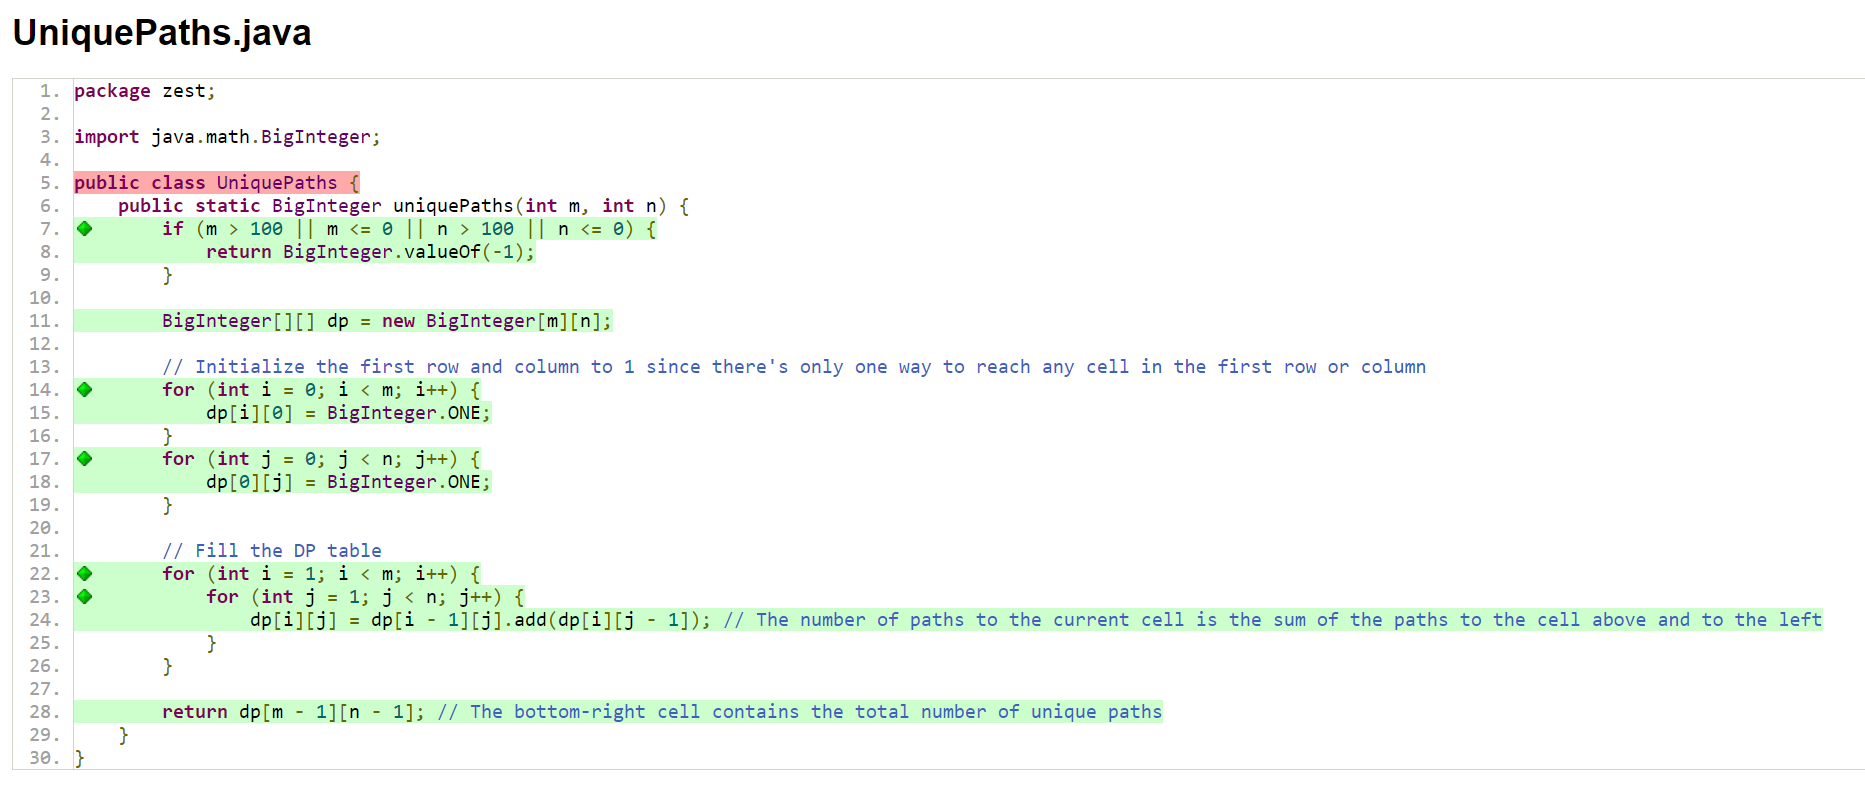 UniquePaths.java
1. package zest;
2.
3. import java.math.BigInteger;
4.
5. public class UniquePaths {
6.     public static BigInteger uniquePaths(int m, int n) {
7.         if (m > 100 || m <= 0 || n > 100 || n <= 0) {
8.             return BigInteger.valueOf(-1);
9.         }
10.
11.         BigInteger[][] dp = new BigInteger[m][n];
12.
13.         // Initialize the first row and column to 1 since there's only one way to reach any cell in the first row or column
14.         for (int i = 0; i < m; i++) {
15.             dp[i][0] = BigInteger.ONE;
16.         }
17.         for (int j = 0; j < n; j++) {
18.             dp[0][j] = BigInteger.ONE;
19.         }
20.
21.         // Fill the DP table
22.         for (int i = 1; i < m; i++) {
23.             for (int j = 1; j < n; j++) {
24.                 dp[i][j] = dp[i - 1][j].add(dp[i][j - 1]); // The number of paths to the current cell is the sum of the paths to the cell above and to the left
25.             }
26.         }
27.
28.         return dp[m - 1][n - 1]; // The bottom-right cell contains the total number of unique paths
29.     }
30. }